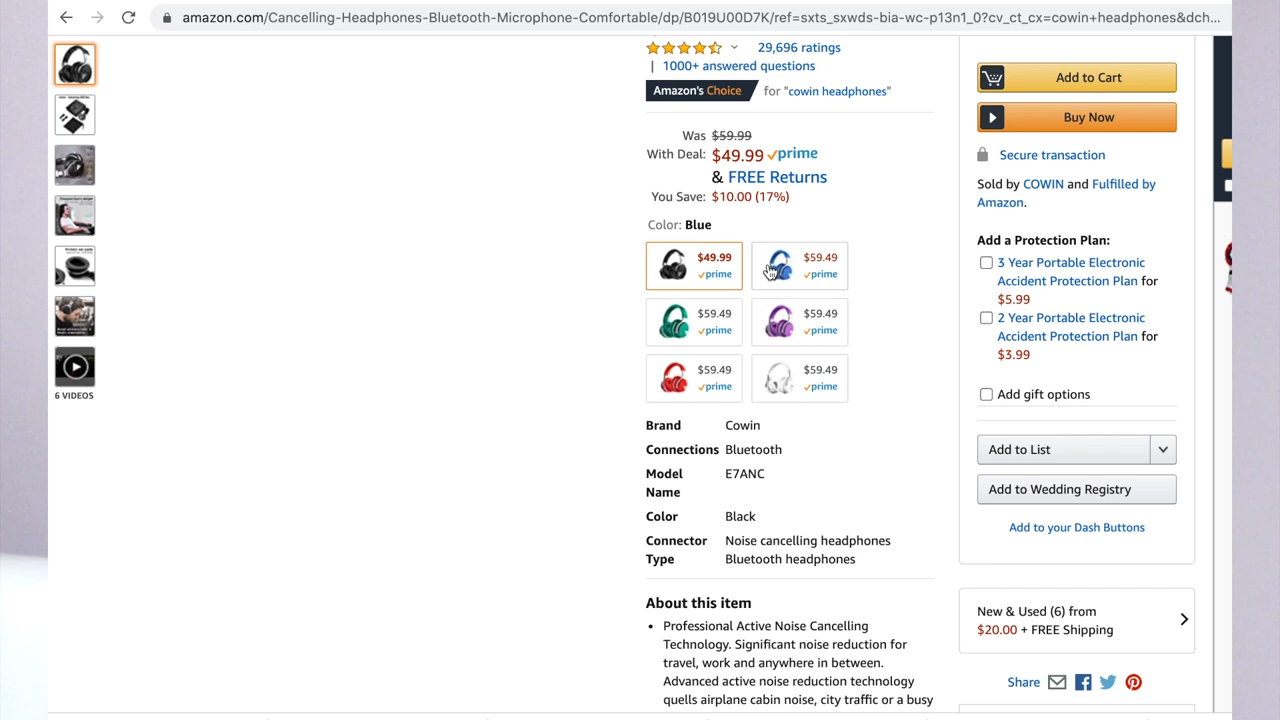 amazon.com/Cancelling-Headphones-Bluetooth-Microphone-Comfortable/dp/B019U00D7K/ref=sxts_sxwds-bia-wc-p13n1_0?cv_ct_cx=cowin+headphones&dch...
29,696 ratings
| 1000+ answered questions
Amazon's Choice for "cowin headphones"
Was $59.99
With Deal: $49.99 prime
& FREE Returns
You Save: $10.00 (17%)
Color: Blue
$49.99
prime
$59.49
prime
$59.49
prime
$59.49
prime
$59.49
prime
$59.49
prime
6 VIDEOS
Brand Cowin
Connections Bluetooth
Model E7ANC
Name
Color Black
Connector Noise cancelling headphones
Type Bluetooth headphones
About this item
• Professional Active Noise Cancelling
Technology. Significant noise reduction for
travel, work and anywhere in between.
Advanced active noise reduction technology
quells airplane cabin noise, city traffic or a busy
Add to Cart
Buy Now
Secure transaction
Sold by COWIN and Fulfilled by
Amazon.
Add a Protection Plan:
3 Year Portable Electronic
Accident Protection Plan for
$5.99
2 Year Portable Electronic
Accident Protection Plan for
$3.99
Add gift options
Add to List
Add to Wedding Registry
Add to your Dash Buttons
New & Used (6) from
$20.00 + FREE Shipping
Share